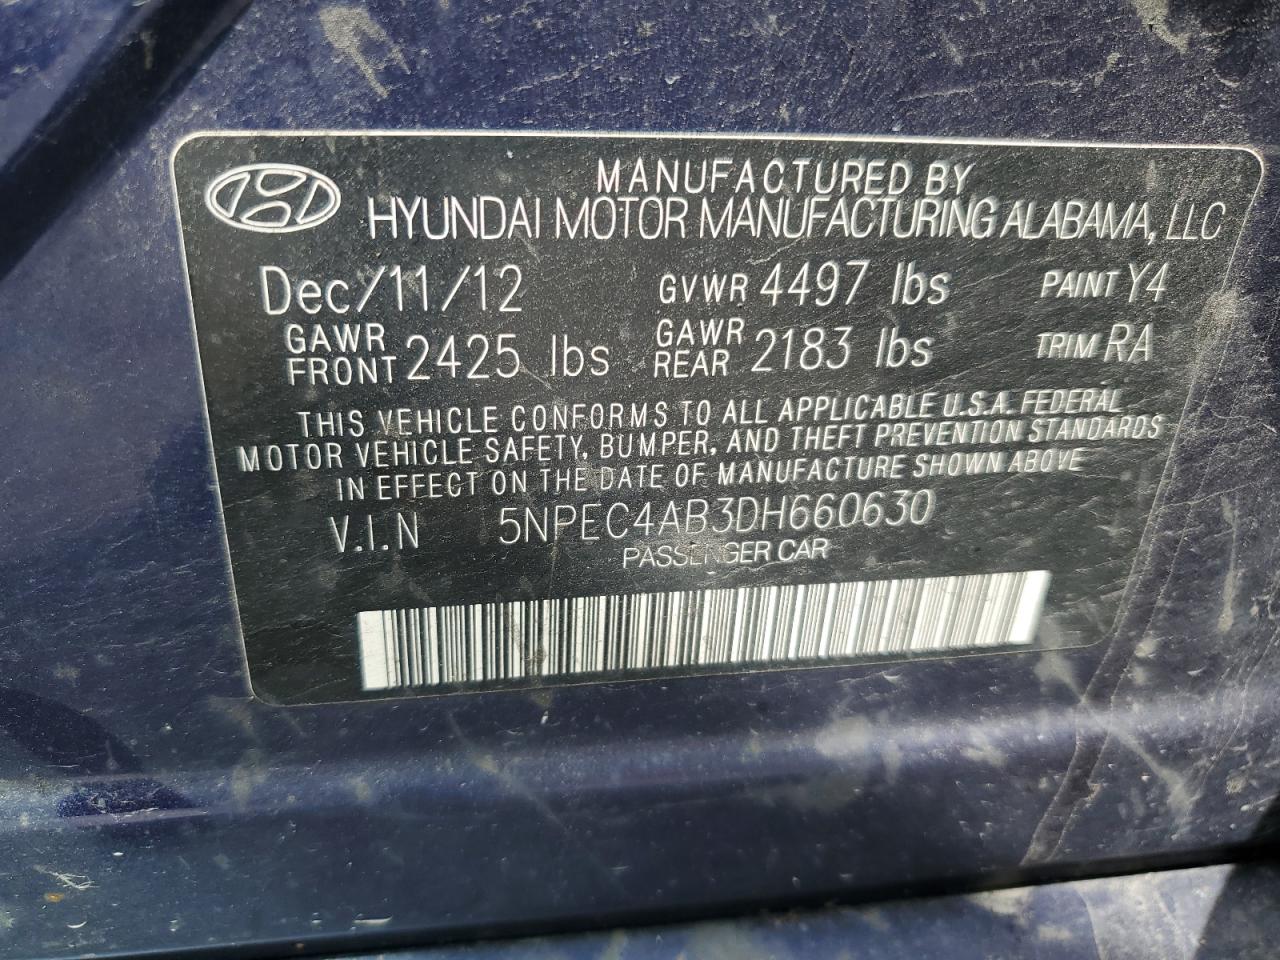 MANUFACTURED BY
HYUNDAI MOTOR MANUFACTURING ALABAMA, LLC
Dec/11/12 GVWR 4497 lbs PAINT Y4
GAWR FRONT 2425 lbs GAWR REAR 2183 lbs TRIM RA
THIS VEHICLE CONFORMS TO ALL APPLICABLE U.S.A. FEDERAL
MOTOR VEHICLE SAFETY, BUMPER, AND THEFT PREVENTION STANDARDS
IN EFFECT ON THE DATE OF MANUFACTURE SHOWN ABOVE
V.I.N 5NPEC4AB3DH660630
PASSENGER CAR